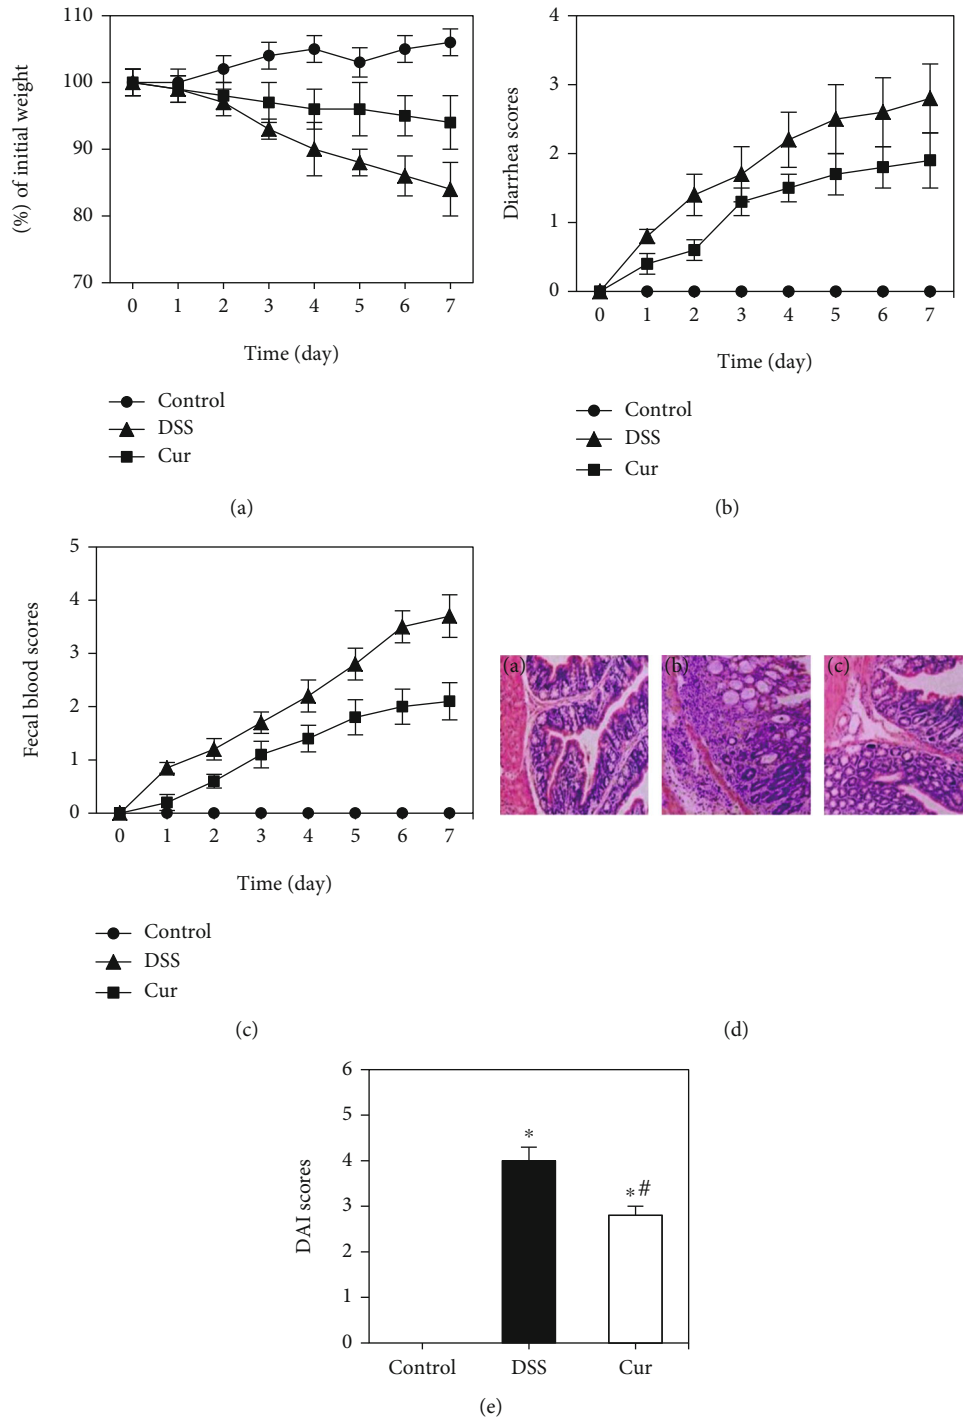 110
100
90
80
70
(%) of initial weight
0 1 2 3 4 5 6 7
Time (day)
Control
DSS
Cur
(a)
4
3
2
1
0
Diarrhea scores
0 1 2 3 4 5 6 7
Time (day)
Control
DSS
Cur
(b)
5
4
3
2
1
0
Fecal blood scores
0 1 2 3 4 5 6 7
Time (day)
Control
DSS
Cur
(c)
(a) (b) (c)
(d)
6
5
4
3
2
1
0
DAI scores
*
*#
Control DSS Cur
(e)